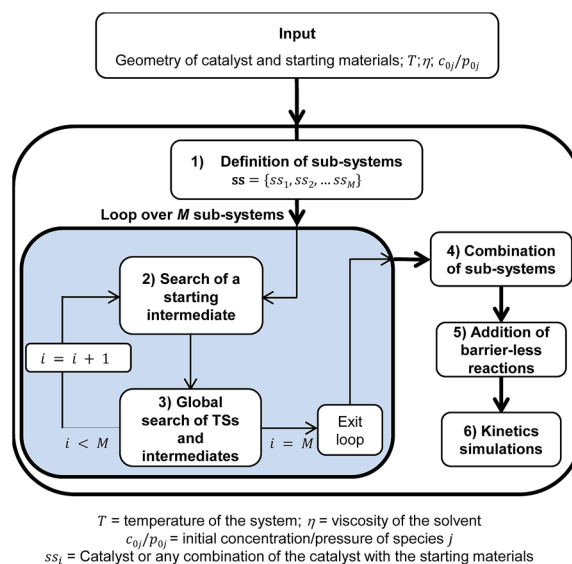 Input
Geometry of catalyst and starting materials; T; η; c₀ⱼ/p₀ⱼ
1) Definition of sub-systems
ss = {ss₁, ss₂, … ss_M}
Loop over M sub-systems
2) Search of a
starting
intermediate
i = i + 1
3) Global
search of TSs
and
intermediates
i < M
i = M
Exit
loop
4) Combination
of sub-systems
5) Addition of
barrier-less
reactions
6) Kinetics
simulations
T = temperature of the system; η = viscosity of the solvent
c₀ⱼ/p₀ⱼ = initial concentration/pressure of species j
ssᵢ = Catalyst or any combination of the catalyst with the starting materials